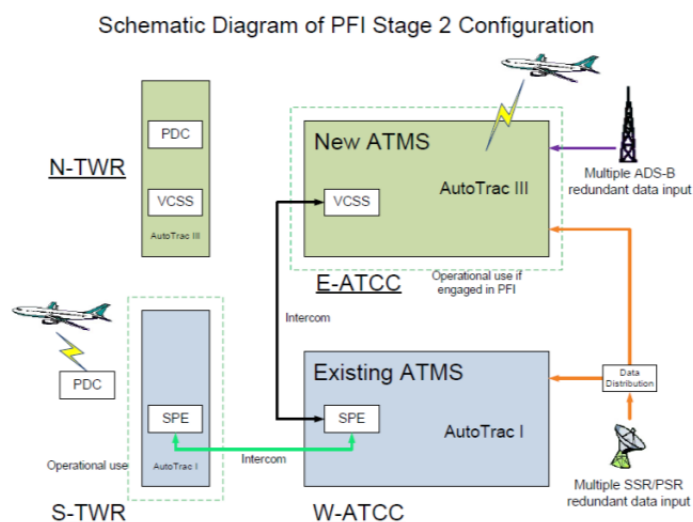 Schematic Diagram of PFI Stage 2 Configuration
N-TWR
PDC
VCSS
AutoTrac III
New ATMS
AutoTrac III
VCSS
E-ATCC
Operational use if
engaged in PFI
Multiple ADS-B
redundant data input
Intercom
PDC
SPE
AutoTrac I
Operational use
S-TWR
Intercom
Existing ATMS
SPE
AutoTrac I
W-ATCC
Data
Distribution
Multiple SSR/PSR
redundant data input